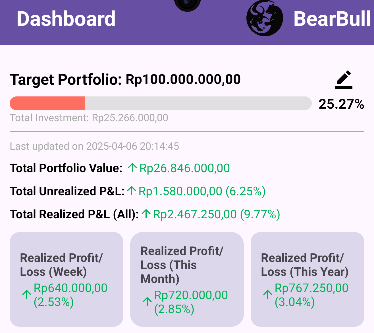 Dashboard
BearBull
Target Portfolio: Rp100.000.000,00
25.27%
Total Investment: Rp25.266.000,00
Last updated on 2025-04-06 20:14:45
Total Portfolio Value: ↑Rp26.846.000,00
Total Unrealized P&L:↑Rp1.580.000,00 (6.25%)
Total Realized P&L (All):↑Rp2.467.250,00 (9.77%)
Realized Profit/
Loss (Week)
↑Rp640.000,00
(2.53%)
Realized Profit/
Loss (This
Month)
↑Rp720.000,00
(2.85%)
Realized Profit/
Loss (This Year)
↑Rp767.250,00
(3.04%)